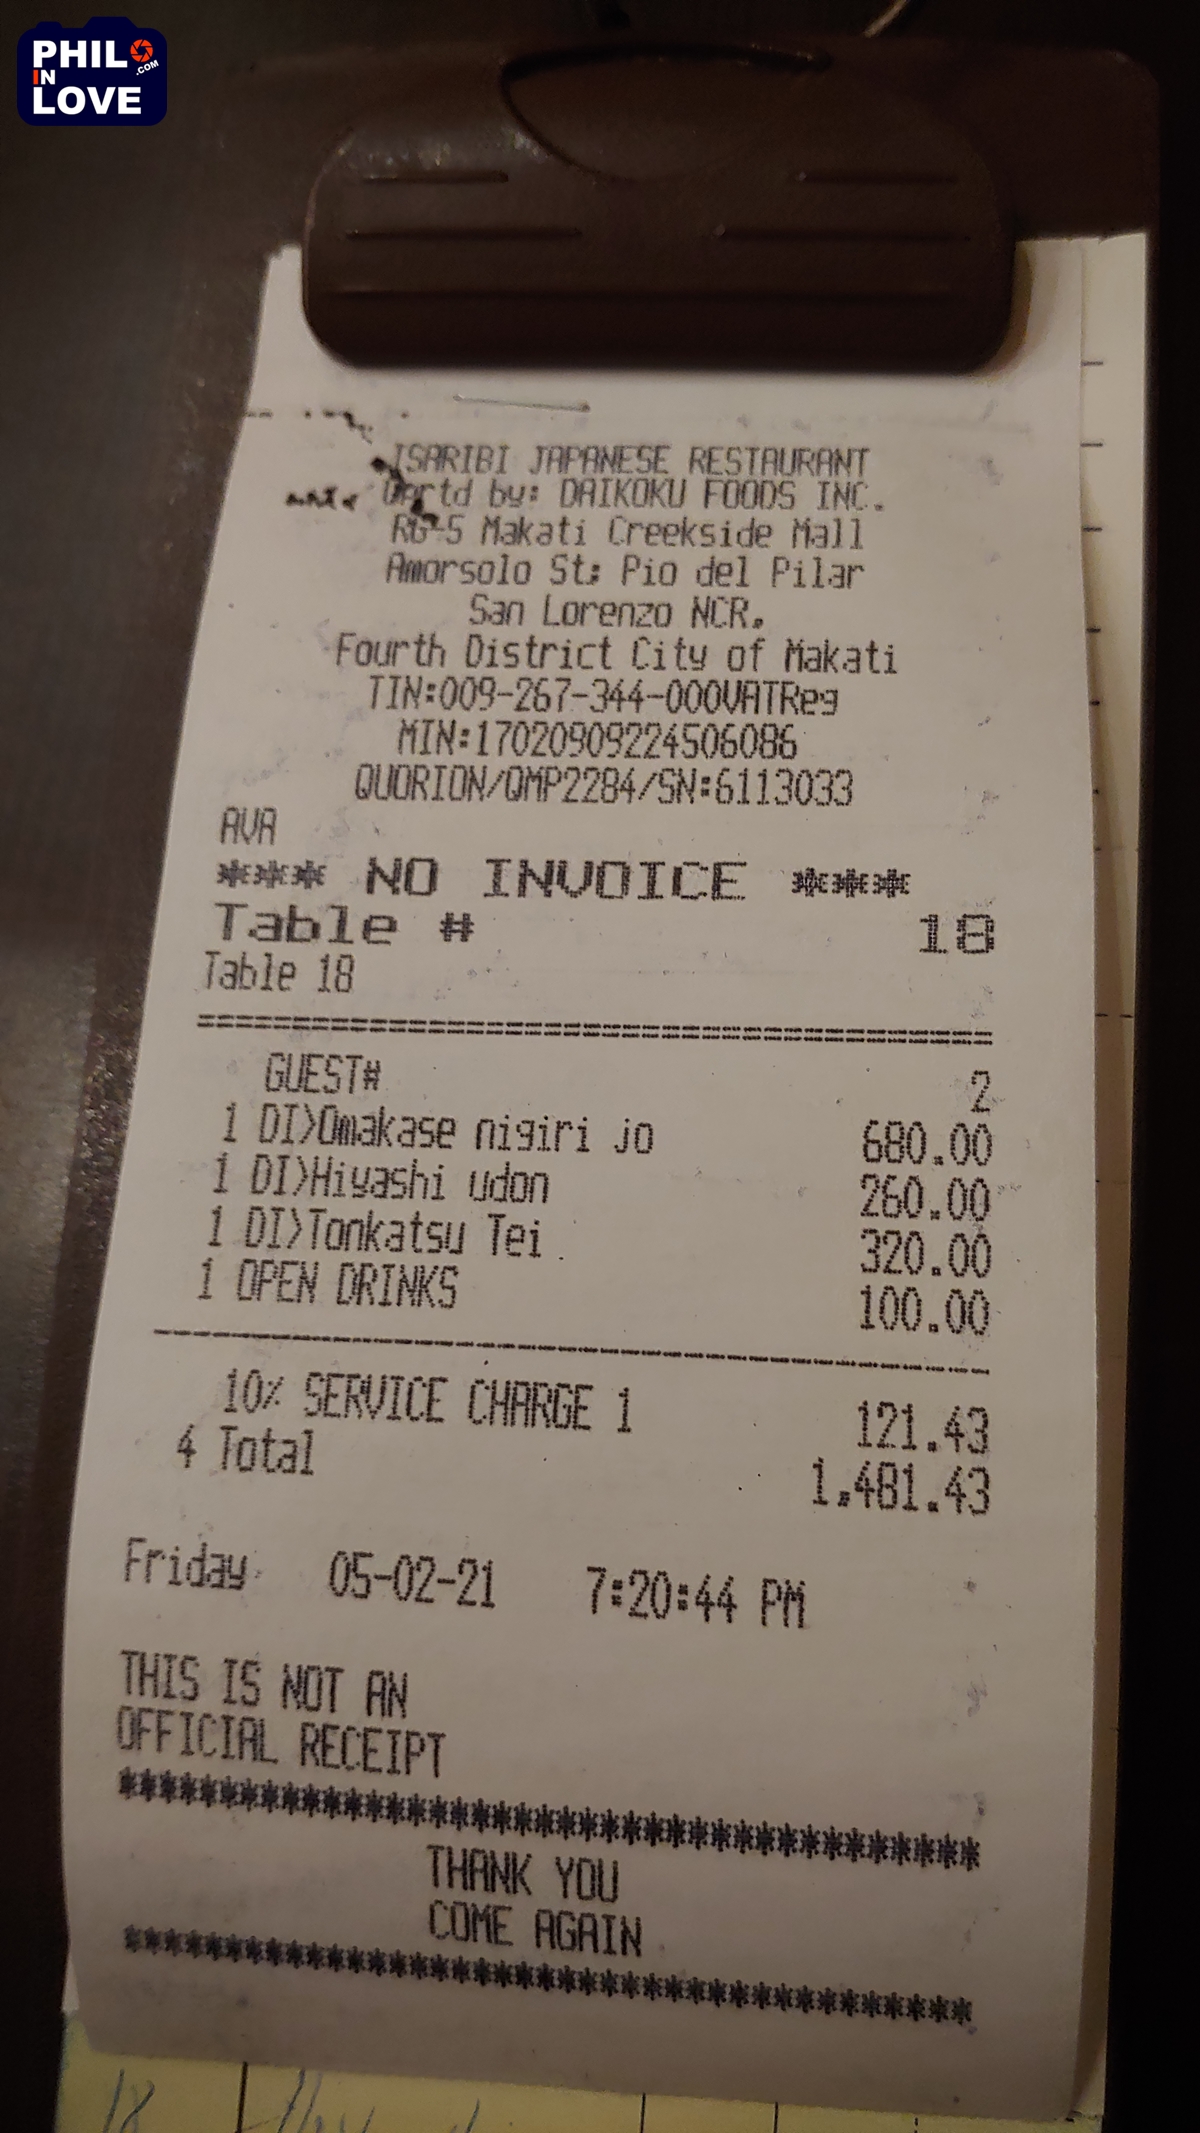 PHIL
IN
.COM
LOVE
ISARIBI JAPANESE RESTAURANT
Oprtd by: DAIKOKU FOODS INC.
RG-5 Makati Creekside Mall
Amorsolo St: Pio del Pilar
San Lorenzo NCR.
Fourth District City of Makati
TIN:009-267-344-000VATReg
MIN:17020909224506086
QUORION/QMP2284/SN:6113033
AVA
*** NO INVOICE ***
Table # 18
Table 18
GUEST# 2
1 DI>Omakase nigiri jo 680.00
1 DI>Hiyashi udon 260.00
1 DI>Tonkatsu Tei 320.00
1 OPEN DRINKS 100.00
10% SERVICE CHARGE 1 121.43
4 Total 1,481.43
Friday 05-02-21 7:20:44 PM
THIS IS NOT AN
OFFICIAL RECEIPT
THANK YOU
COME AGAIN
18